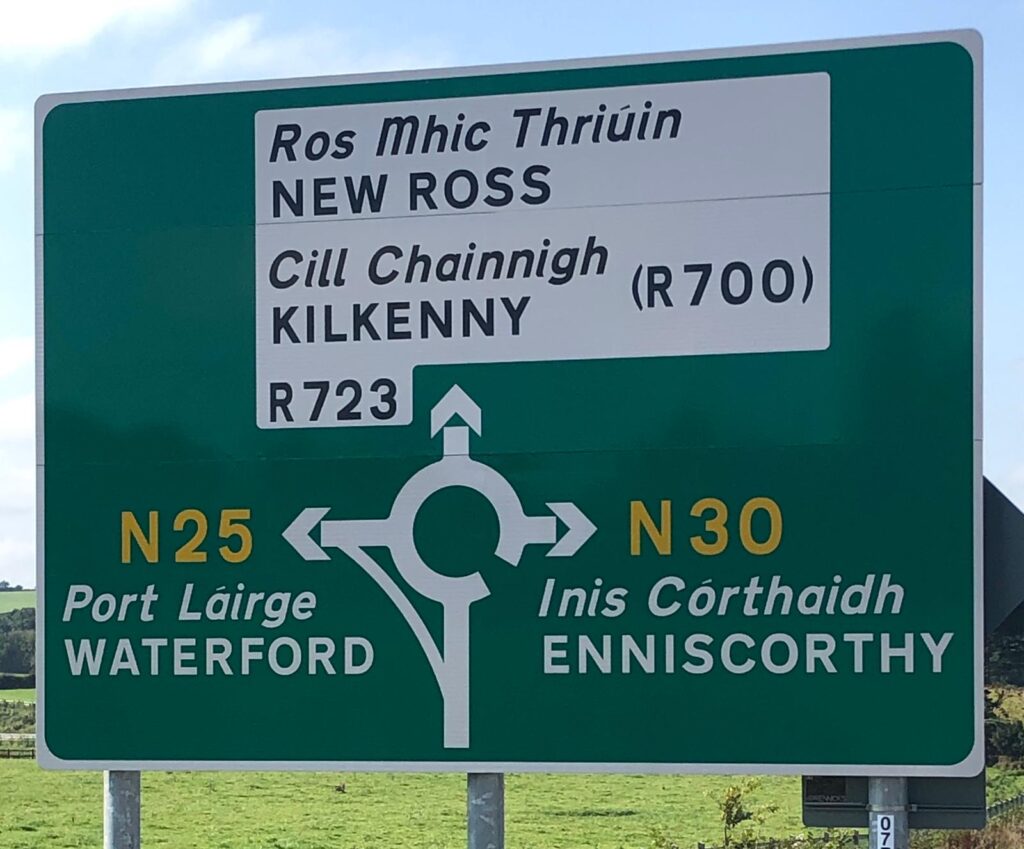 Ros Mhic Thriúin
NEW ROSS
Cill Chainnigh
KILKENNY
(R700)
R723
N25
Port Láirge
WATERFORD
N30
Inis Córthaidh
ENNISCORTHY